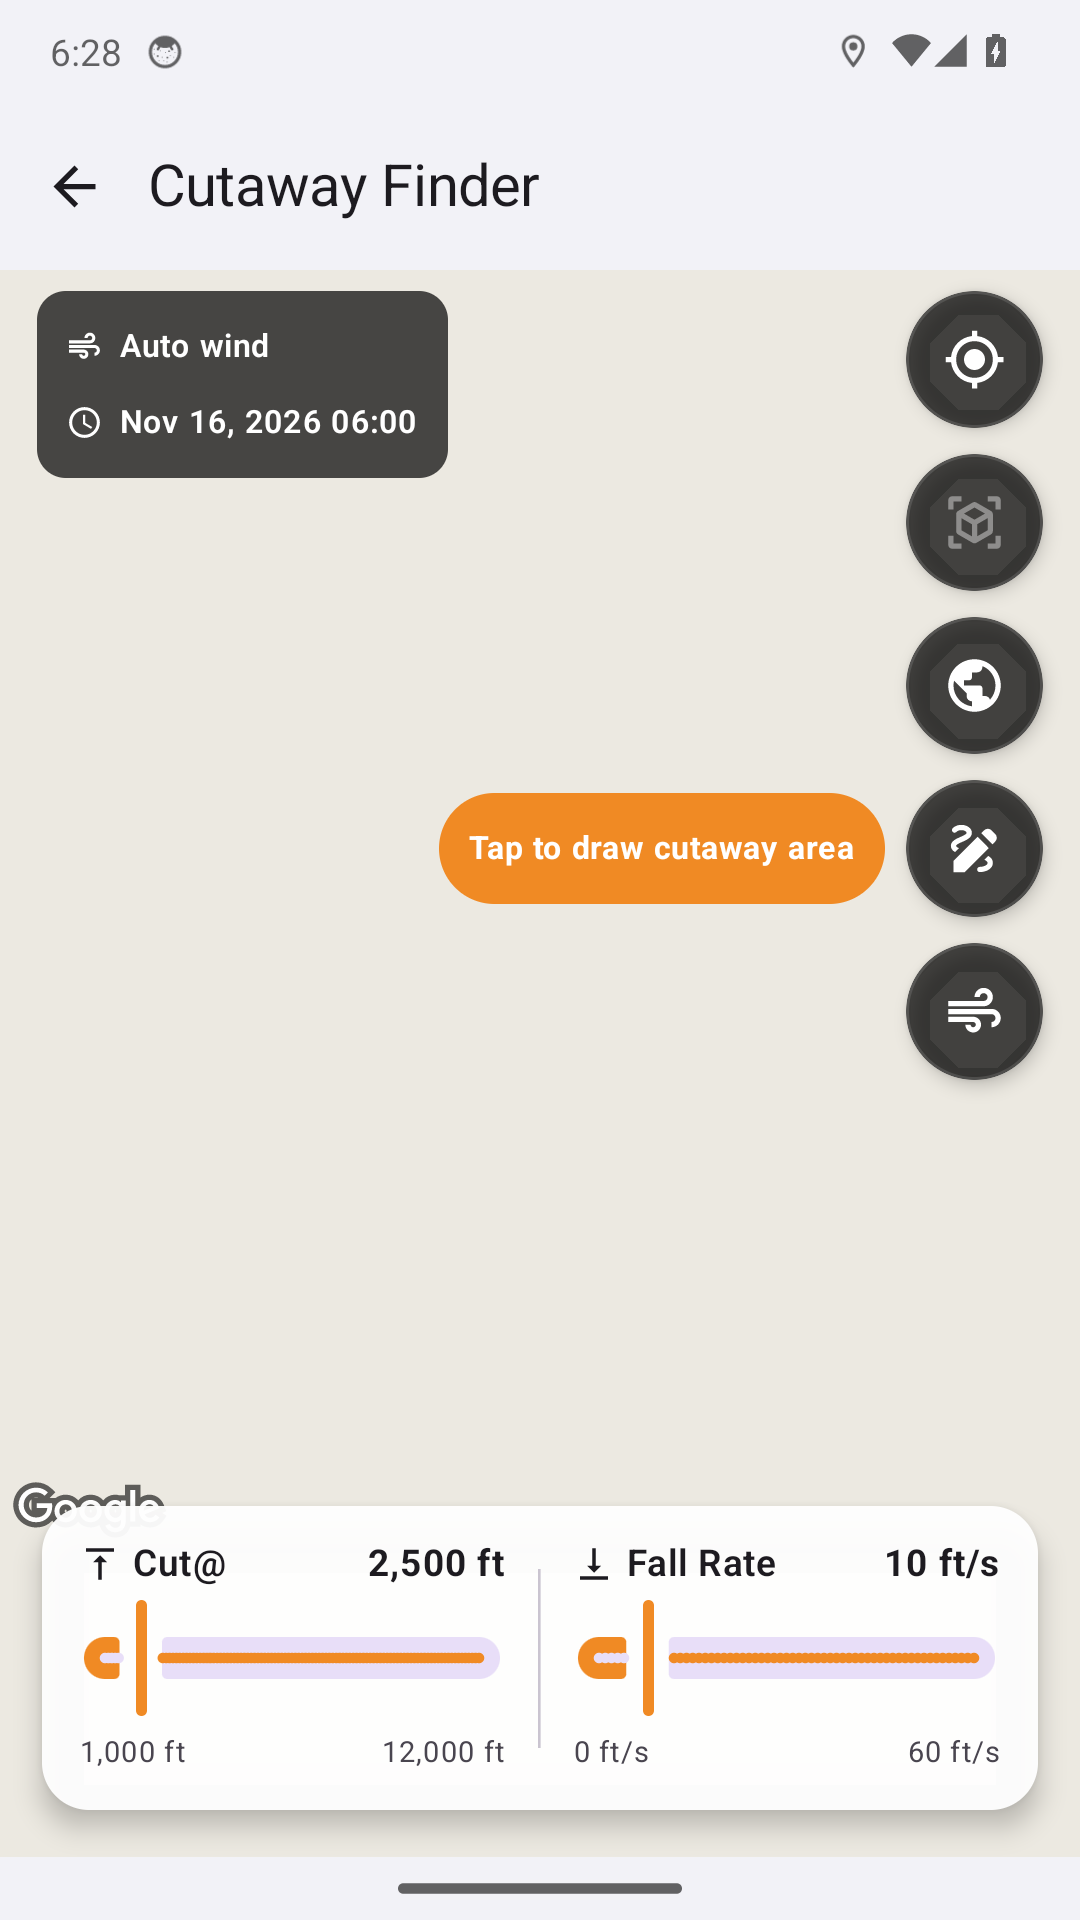 6:28
Cutaway Finder
Auto wind
Nov 16, 2026 06:00
Tap to draw cutaway area
Google
Cut@ 2,500 ft
Fall Rate 10 ft/s
1,000 ft 12,000 ft
0 ft/s 60 ft/s